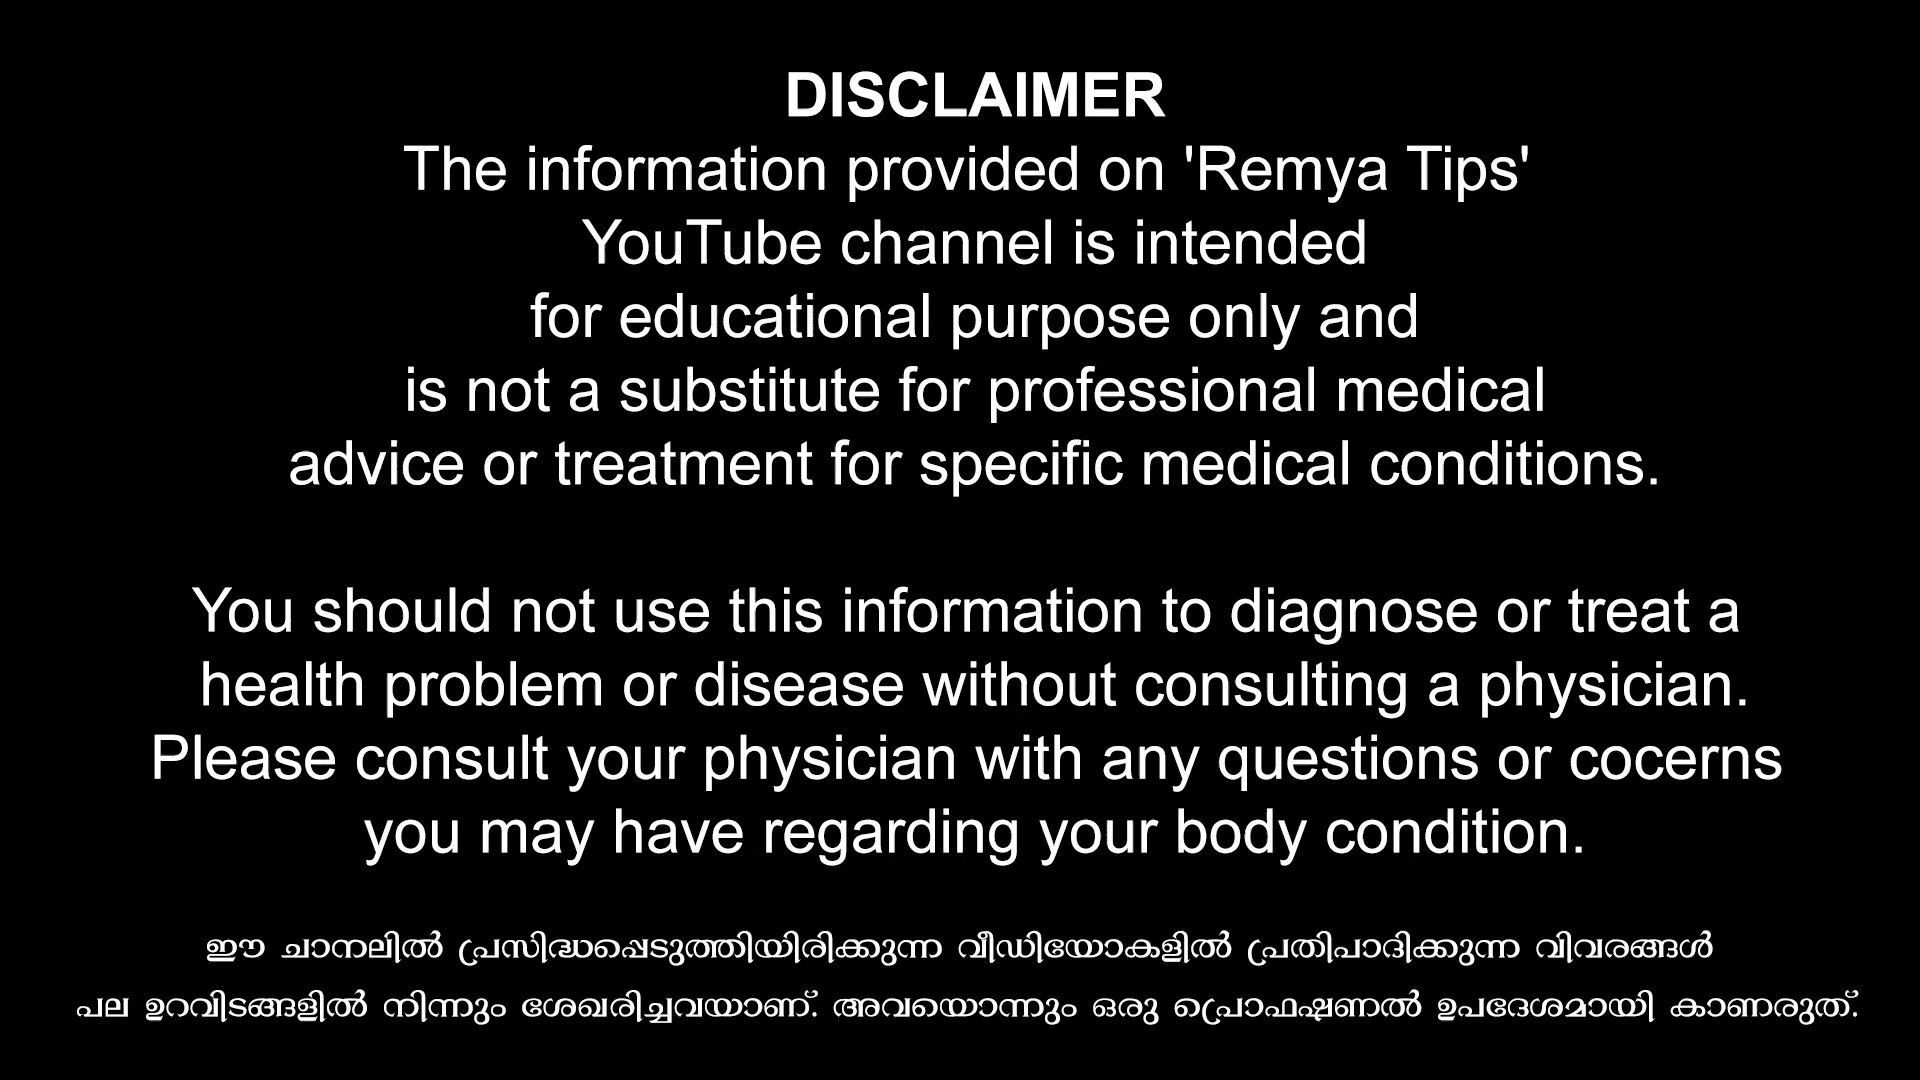 DISCLAIMER
The information provided on 'Remya Tips'
YouTube channel is intended
for educational purpose only and
is not a substitute for professional medical
advice or treatment for specific medical conditions.
You should not use this information to diagnose or treat a
health problem or disease without consulting a physician.
Please consult your physician with any questions or cocerns
you may have regarding your body condition.
ഈ ചാനലിൽ പ്രസിദ്ധപ്പെടുത്തിയിരിക്കുന്ന വീഡിയോകളിൽ പ്രതിപാദിക്കുന്ന വിവരങ്ങൾ
പല ഉറവിടങ്ങളിൽ നിന്നും ശേഖരിച്ചവയാണ്. അവയൊന്നും ഒരു പ്രൊഫഷണൽ ഉപദേശമായി കാണരുത്.